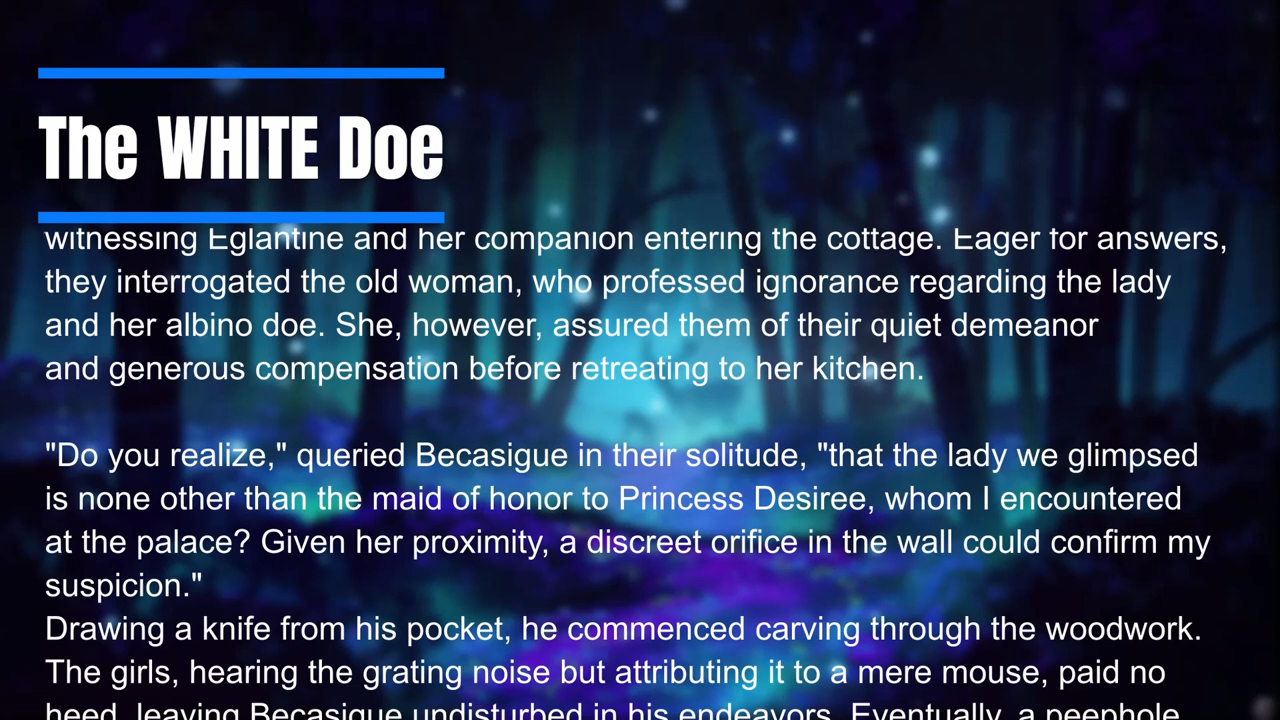 The WHITE Doe
witnessing Eglantine and her companion entering the cottage. Eager for answers,
they interrogated the old woman, who professed ignorance regarding the lady
and her albino doe. She, however, assured them of their quiet demeanor
and generous compensation before retreating to her kitchen.
"Do you realize," queried Becasigue in their solitude, "that the lady we glimpsed
is none other than the maid of honor to Princess Desiree, whom I encountered
at the palace? Given her proximity, a discreet orifice in the wall could confirm my
suspicion."
Drawing a knife from his pocket, he commenced carving through the woodwork.
The girls, hearing the grating noise but attributing it to a mere mouse, paid no
heed, leaving Becasigue undisturbed in his endeavors. Eventually, a peephole